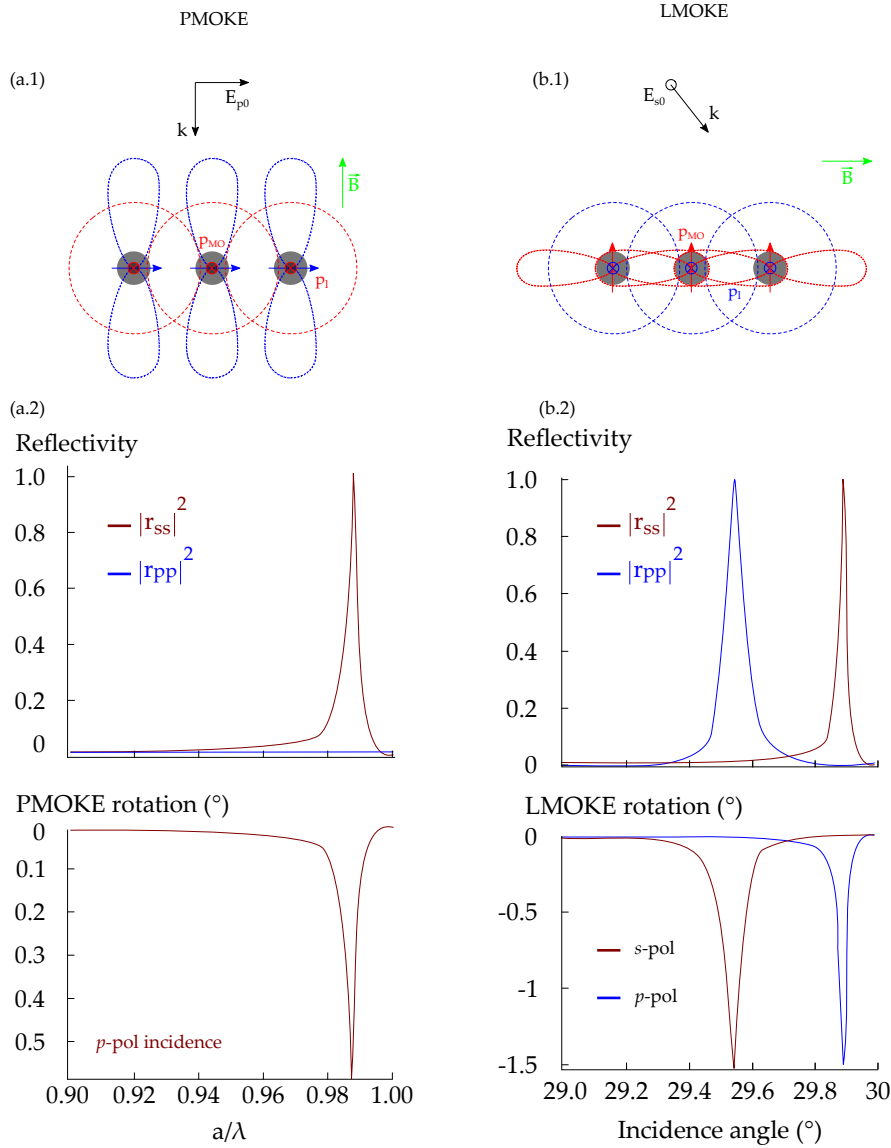 PMOKE
LMOKE
(a.1)
E_p0
k
B⃗
p_MO
p_l
(b.1)
E_s0
k
B⃗
p_MO
p_l
(a.2)
Reflectivity
1.0
0.8
0.6
0.4
0.2
0
|r_ss|²
|rpp|²
PMOKE rotation (°)
0
0.1
0.2
0.3
0.4
0.5
p-pol incidence
0.90
0.92
0.94
0.96
0.98
1.00
a/λ
(b.2)
Reflectivity
1.0
0.8
0.6
0.4
0.2
0
|r_ss|²
|rpp|²
LMOKE rotation (°)
0
-0.5
-1
-1.5
s-pol
p-pol
29.0
29.2
29.4
29.6
29.8
30
Incidence angle (°)